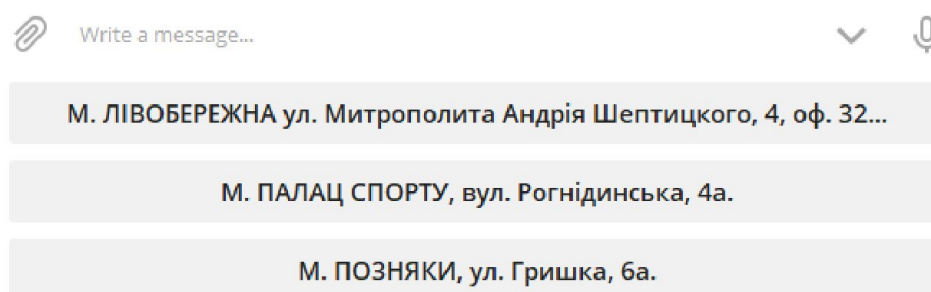 Write a message...
М. ЛІВОБЕРЕЖНА ул. Митрополита Андрія Шептицкого, 4, оф. 32...
М. ПАЛАЦ СПОРТУ, вул. Рогнідинська, 4а.
М. ПОЗНЯКИ, ул. Гришка, 6а.